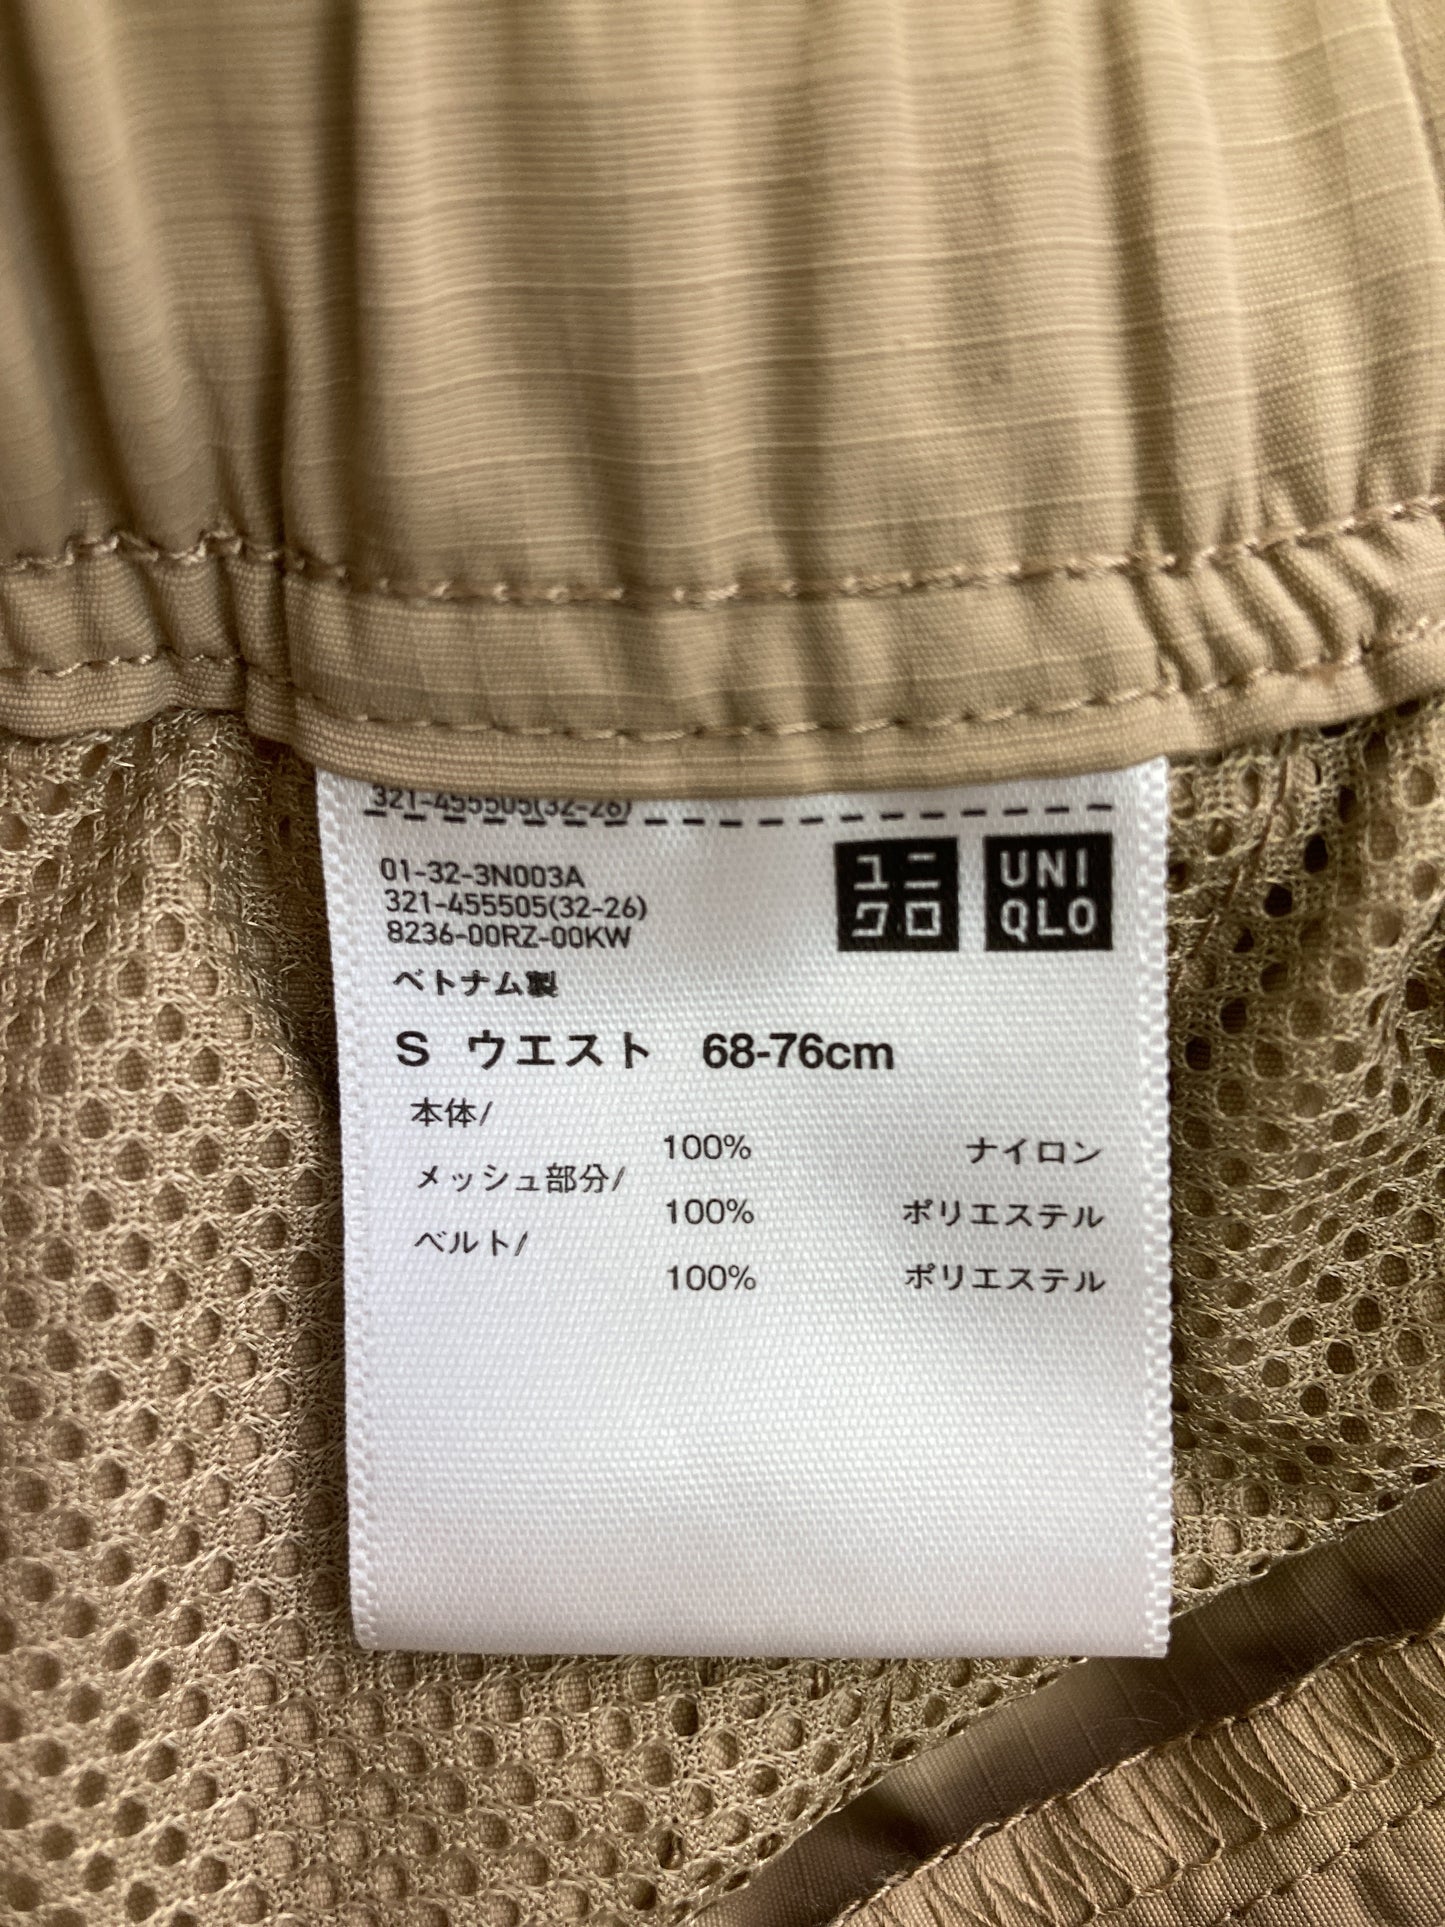 321-455505(32-26)
01-32-3N003A
321-455505(32-26)
8236-00RZ-00KW
ユニ
クロ
UNI
QLO
ベトナム製
S ウエスト 68-76cm
本体/
100% ナイロン
メッシュ部分/
100% ポリエステル
ベルト/
100% ポリエステル